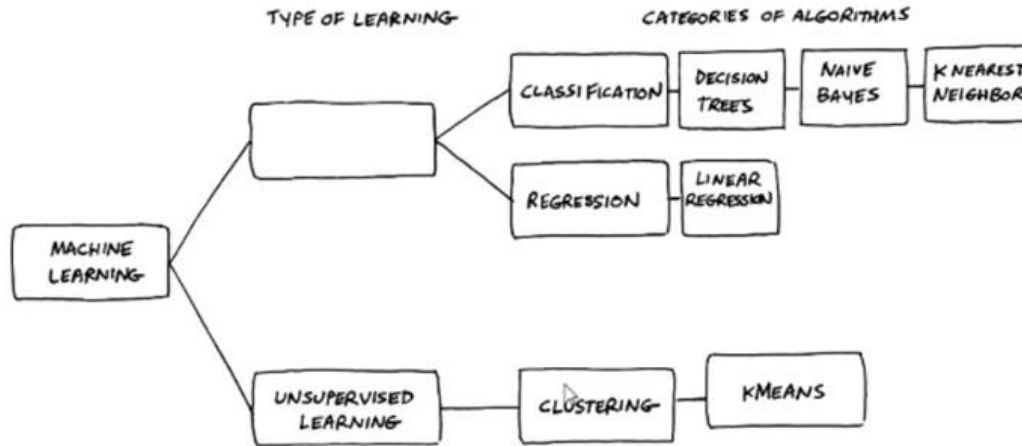 TYPE OF LEARNING
CATEGORIES OF ALGORITHMS
CLASSIFICATION
DECISION
TREES
NAIVE
BAYES
K NEAREST
NEIGHBOR
REGRESSION
LINEAR
REGRESSION
MACHINE
LEARNING
UNSUPERVISED
LEARNING
CLUSTERING
KMEANS